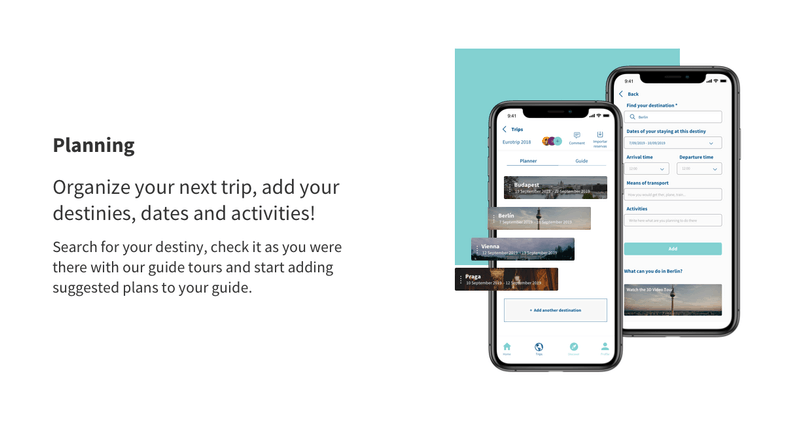 Planning
Organize your next trip, add your
destinies, dates and activities!
Search for your destiny, check it as you were
there with our guide tours and start adding
suggested plans to your guide.
9:41
Trips
Eurotrip 2018
Comment
Planner
Guide
Budapest
Berlín
Vienna
Praga
+ Add another destination
9:41
Back
Find your destination *
Berlin
Dates of your staying at this destiny
Arrival time
Departure time
Means of transport
Activities
Add
What can you do in Berlin?
Watch the 3D Video Tour